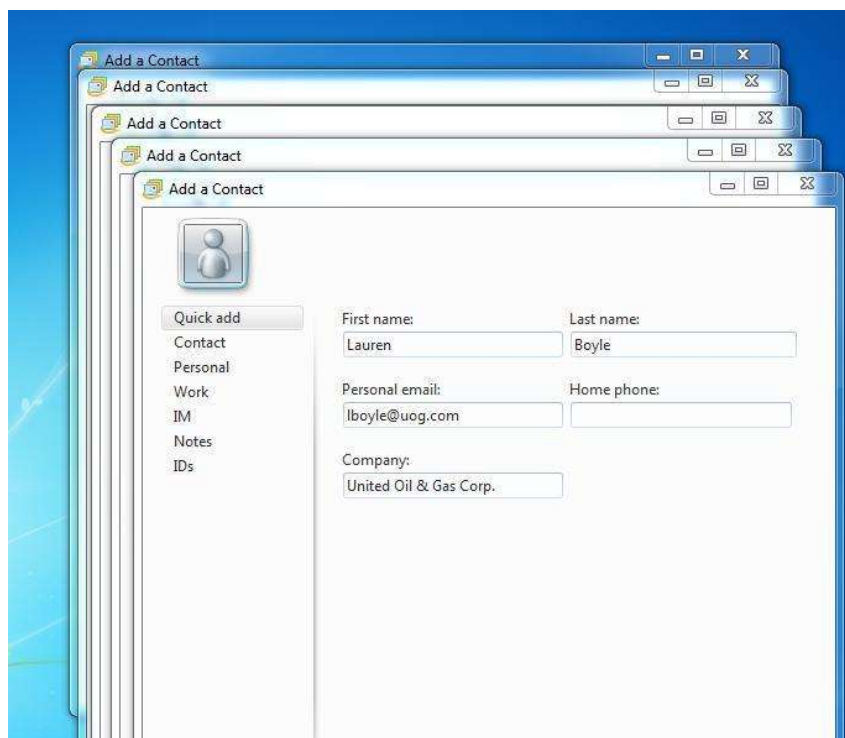 Add a Contact
Add a Contact
Add a Contact
Add a Contact
Add a Contact
Quick add
Contact
Personal
Work
IM
Notes
IDs
First name: Last name:
Lauren Boyle
Personal email: Home phone:
lboyle@uog.com
Company:
United Oil & Gas Corp.